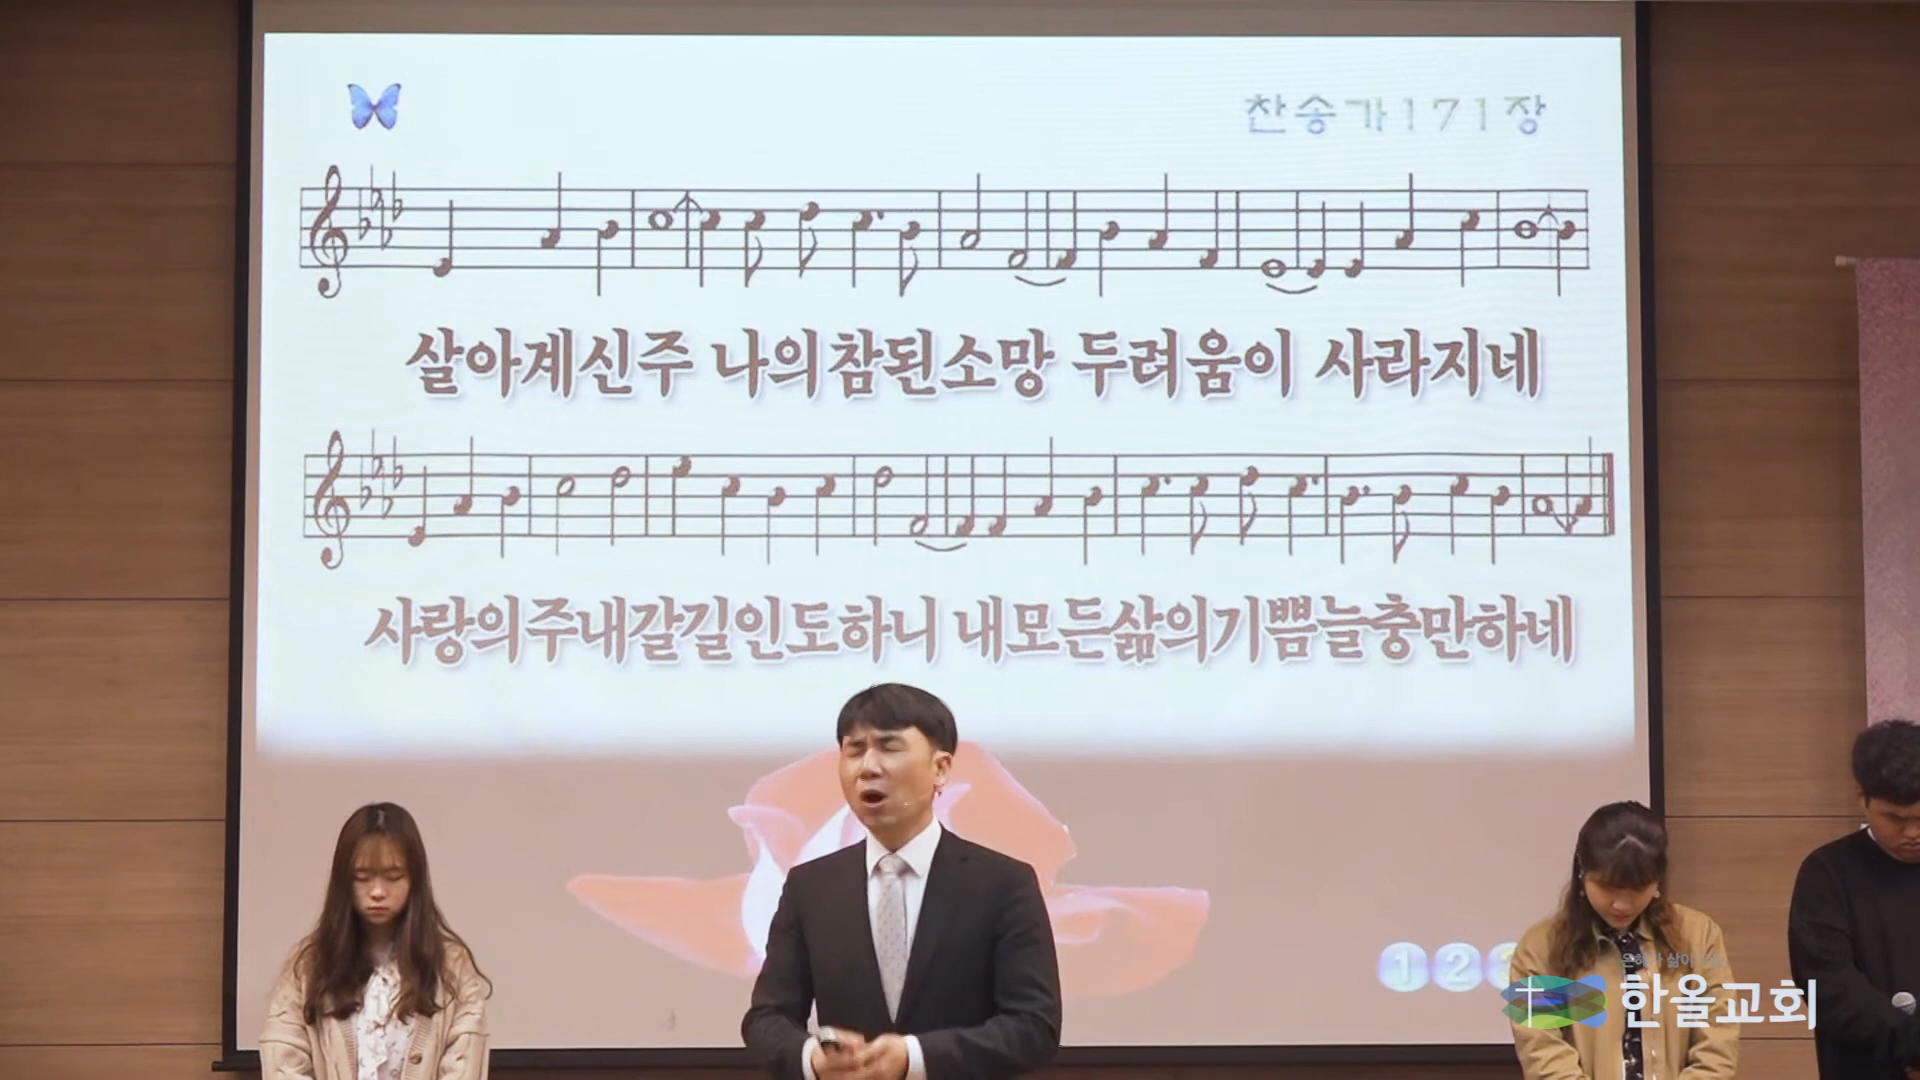 찬송가171장
살아계신주 나의참된소망 두려움이 사라지네
사랑의주내갈길인도하니 내모든삶의기쁨늘충만하네
1 2
한울교회